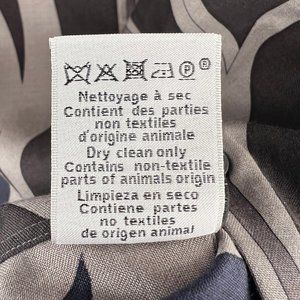 P ®
Nettoyage à sec
Contient des parties
non textiles
d'origine animale
Dry clean only
Contains non-textile
parts of animals origin
Limpieza en seco
Contiene partes
no textiles
de origen animal